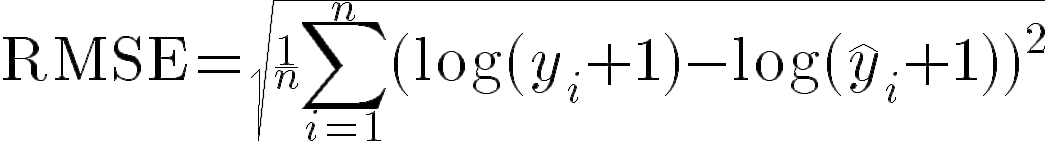 RMSE=√(1/n ∑_{i=1}^{n} (log(y_i+1)−log(ŷ_i+1))²)